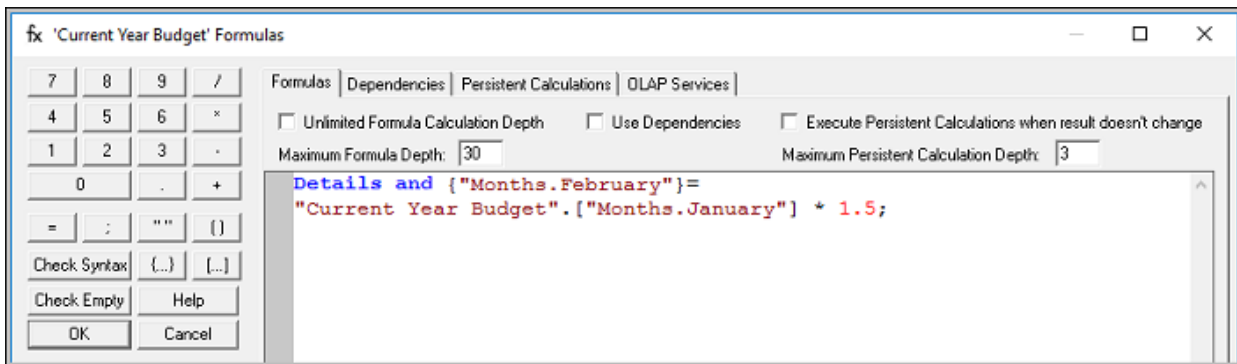 fx 'Current Year Budget' Formulas
7 8 9 /
4 5 6 *
1 2 3 -
0 . +
= ; "" ()
Check Syntax {...} [...]
Check Empty Help
OK Cancel
Formulas Dependencies Persistent Calculations OLAP Services
Unlimited Formula Calculation Depth Use Dependencies Execute Persistent Calculations when result doesn't change
Maximum Formula Depth: 30 Maximum Persistent Calculation Depth: 3
Details and {"Months.February"}=
"Current Year Budget".["Months.January"] * 1.5;